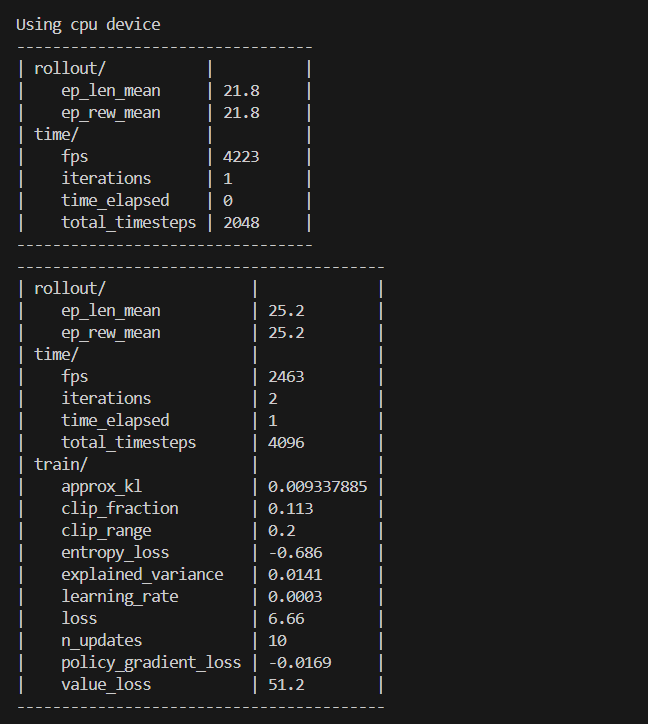 Using cpu device
----------------------------------
| rollout/           |          |
|    ep_len_mean     | 21.8     |
|    ep_rew_mean     | 21.8     |
| time/              |          |
|    fps             | 4223     |
|    iterations      | 1        |
|    time_elapsed    | 0        |
|    total_timesteps | 2048     |
----------------------------------
------------------------------------------
| rollout/                |             |
|    ep_len_mean          | 25.2        |
|    ep_rew_mean          | 25.2        |
| time/                   |             |
|    fps                  | 2463        |
|    iterations           | 2           |
|    time_elapsed         | 1           |
|    total_timesteps      | 4096        |
| train/                  |             |
|    approx_kl            | 0.009337885 |
|    clip_fraction        | 0.113       |
|    clip_range           | 0.2         |
|    entropy_loss         | -0.686      |
|    explained_variance   | 0.0141      |
|    learning_rate        | 0.0003      |
|    loss                 | 6.66        |
|    n_updates            | 10          |
|    policy_gradient_loss | -0.0169     |
|    value_loss           | 51.2        |
------------------------------------------